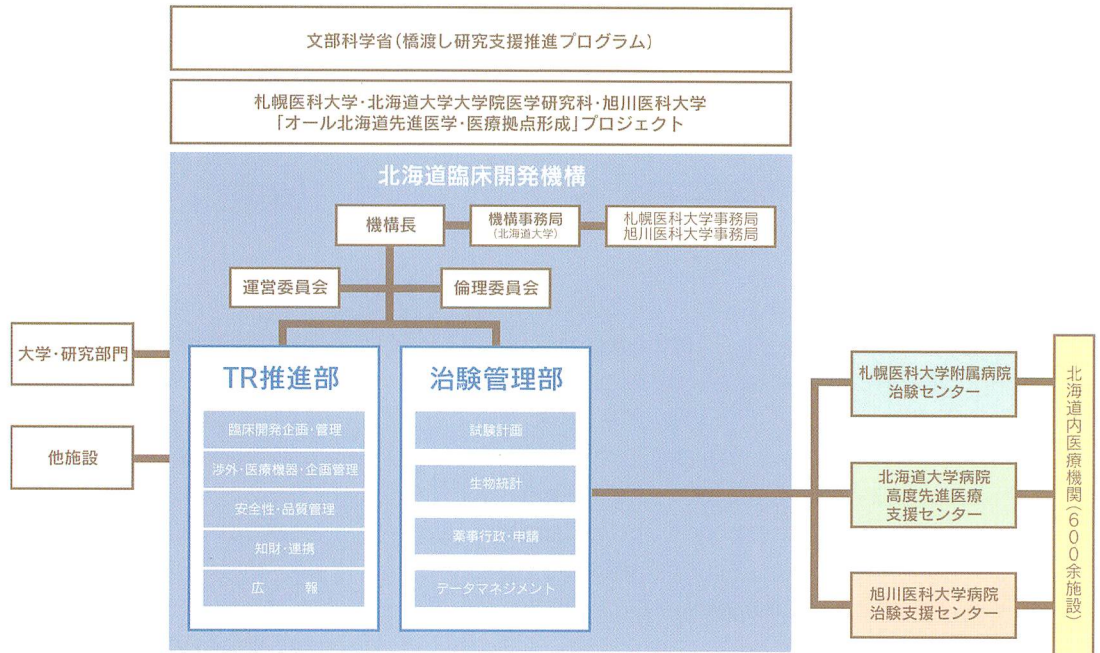 文部科学省(橋渡し研究支援推進プログラム)
札幌医科大学・北海道大学大学院医学研究科・旭川医科大学
「オール北海道先進医学・医療拠点形成」プロジェクト
北海道臨床開発機構
機構長
機構事務局
(北海道大学)
札幌医科大学事務局
旭川医科大学事務局
運営委員会
倫理委員会
大学・研究部門
他施設
TR推進部
臨床開発企画・管理
渉外・医療機器・企画管理
安全性・品質管理
知財・連携
広 報
治験管理部
試験計画
生物統計
薬事行政・申請
データマネジメント
札幌医科大学附属病院
治験センター
北海道大学病院
高度先進医療
支援センター
旭川医科大学病院
治験支援センター
北海道内医療機関(600余施設)